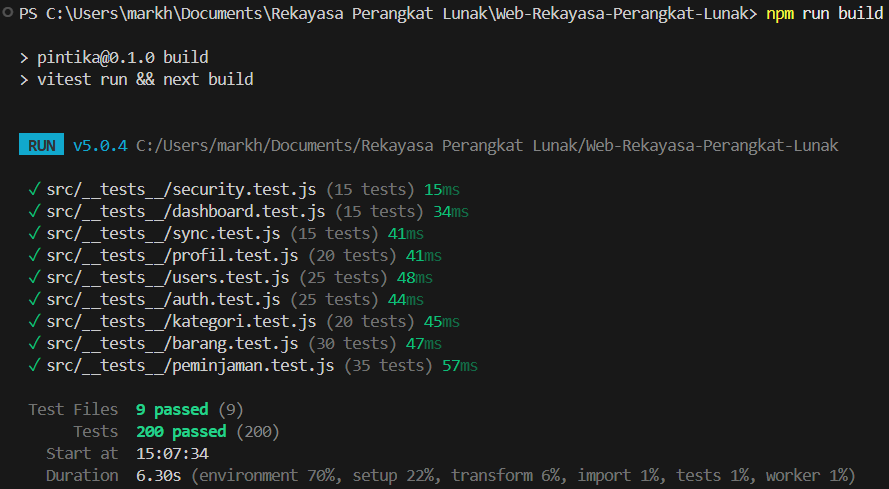 PS C:\Users\markh\Documents\Rekayasa Perangkat Lunak\Web-Rekayasa-Perangkat-Lunak> npm run build
> pintika@0.1.0 build
> vitest run && next build
RUN v5.0.4 C:/Users/markh/Documents/Rekayasa Perangkat Lunak/Web-Rekayasa-Perangkat-Lunak
✓ src/__tests__/security.test.js (15 tests) 15ms
✓ src/__tests__/dashboard.test.js (15 tests) 34ms
✓ src/__tests__/sync.test.js (15 tests) 41ms
✓ src/__tests__/profil.test.js (20 tests) 41ms
✓ src/__tests__/users.test.js (25 tests) 48ms
✓ src/__tests__/auth.test.js (25 tests) 44ms
✓ src/__tests__/kategori.test.js (20 tests) 45ms
✓ src/__tests__/barang.test.js (30 tests) 47ms
✓ src/__tests__/peminjaman.test.js (35 tests) 57ms
Test Files 9 passed (9)
Tests 200 passed (200)
Start at 15:07:34
Duration 6.30s (environment 70%, setup 22%, transform 6%, import 1%, tests 1%, worker 1%)